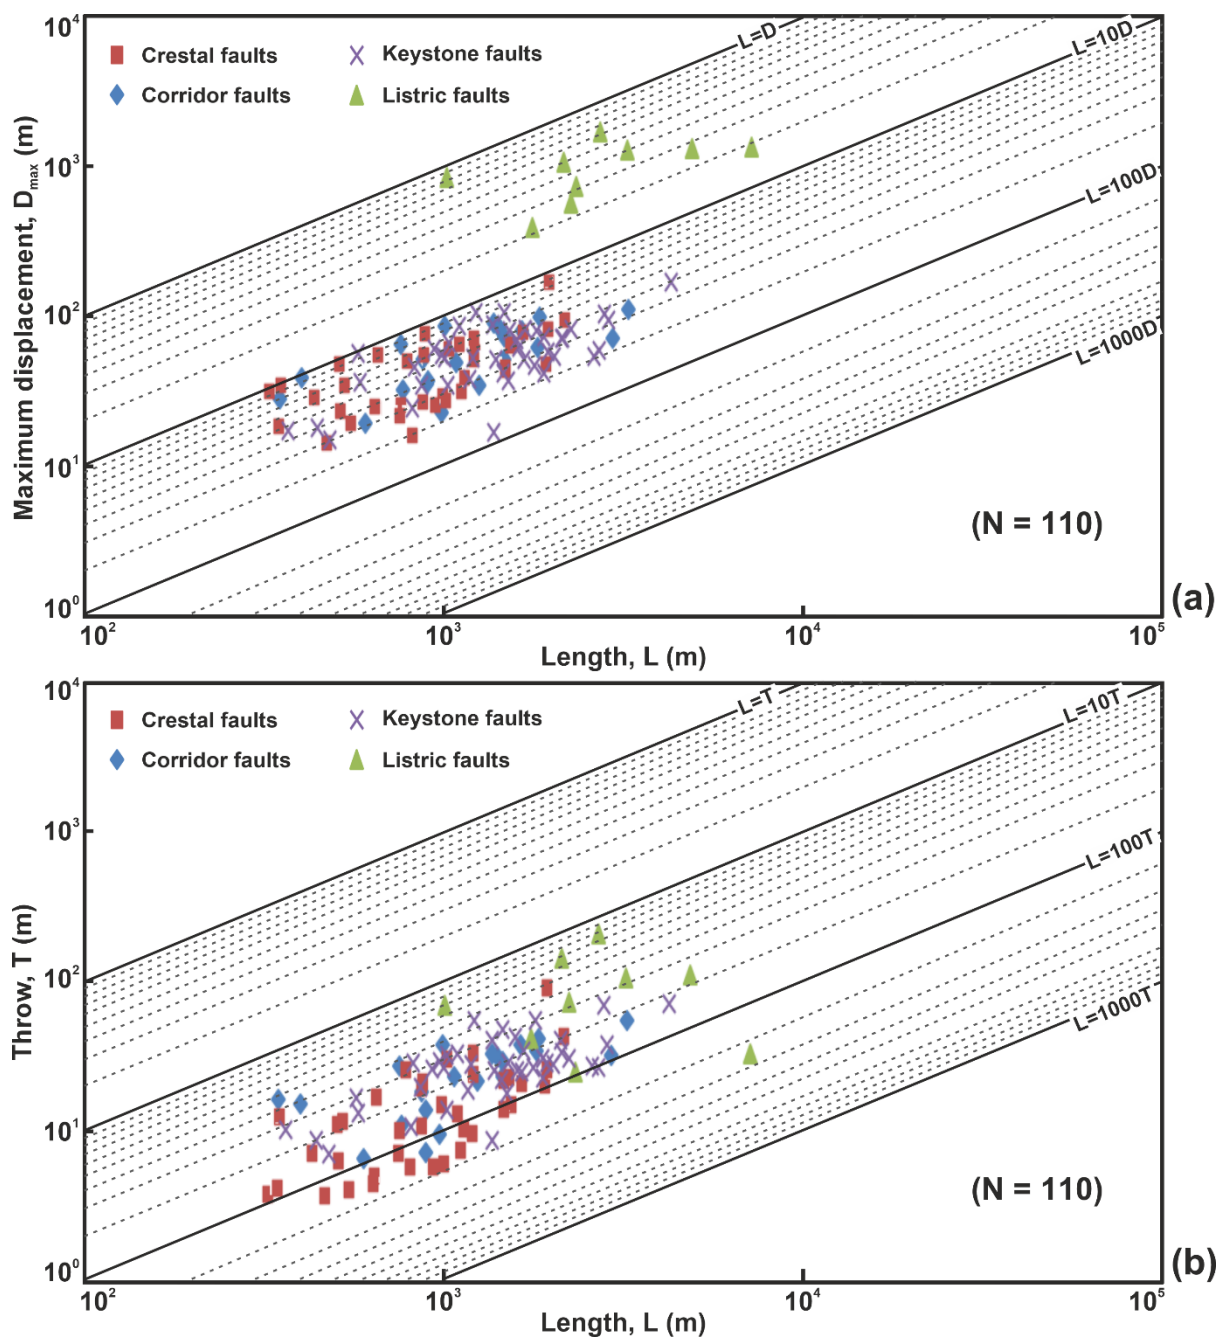 10⁴
10³
10²
10¹
10⁰
Maximum displacement, Dmax (m)
Crestal faults
Keystone faults
Corridor faults
Listric faults
L=D
L=10D
L=100D
L=1000D
(N = 110)
(a)
10²
10³
10⁴
10⁵
Length, L (m)
10⁴
10³
10²
10¹
10⁰
Throw, T (m)
Crestal faults
Keystone faults
Corridor faults
Listric faults
L=T
L=10T
L=100T
L=1000T
(N = 110)
(b)
10²
10³
10⁴
10⁵
Length, L (m)